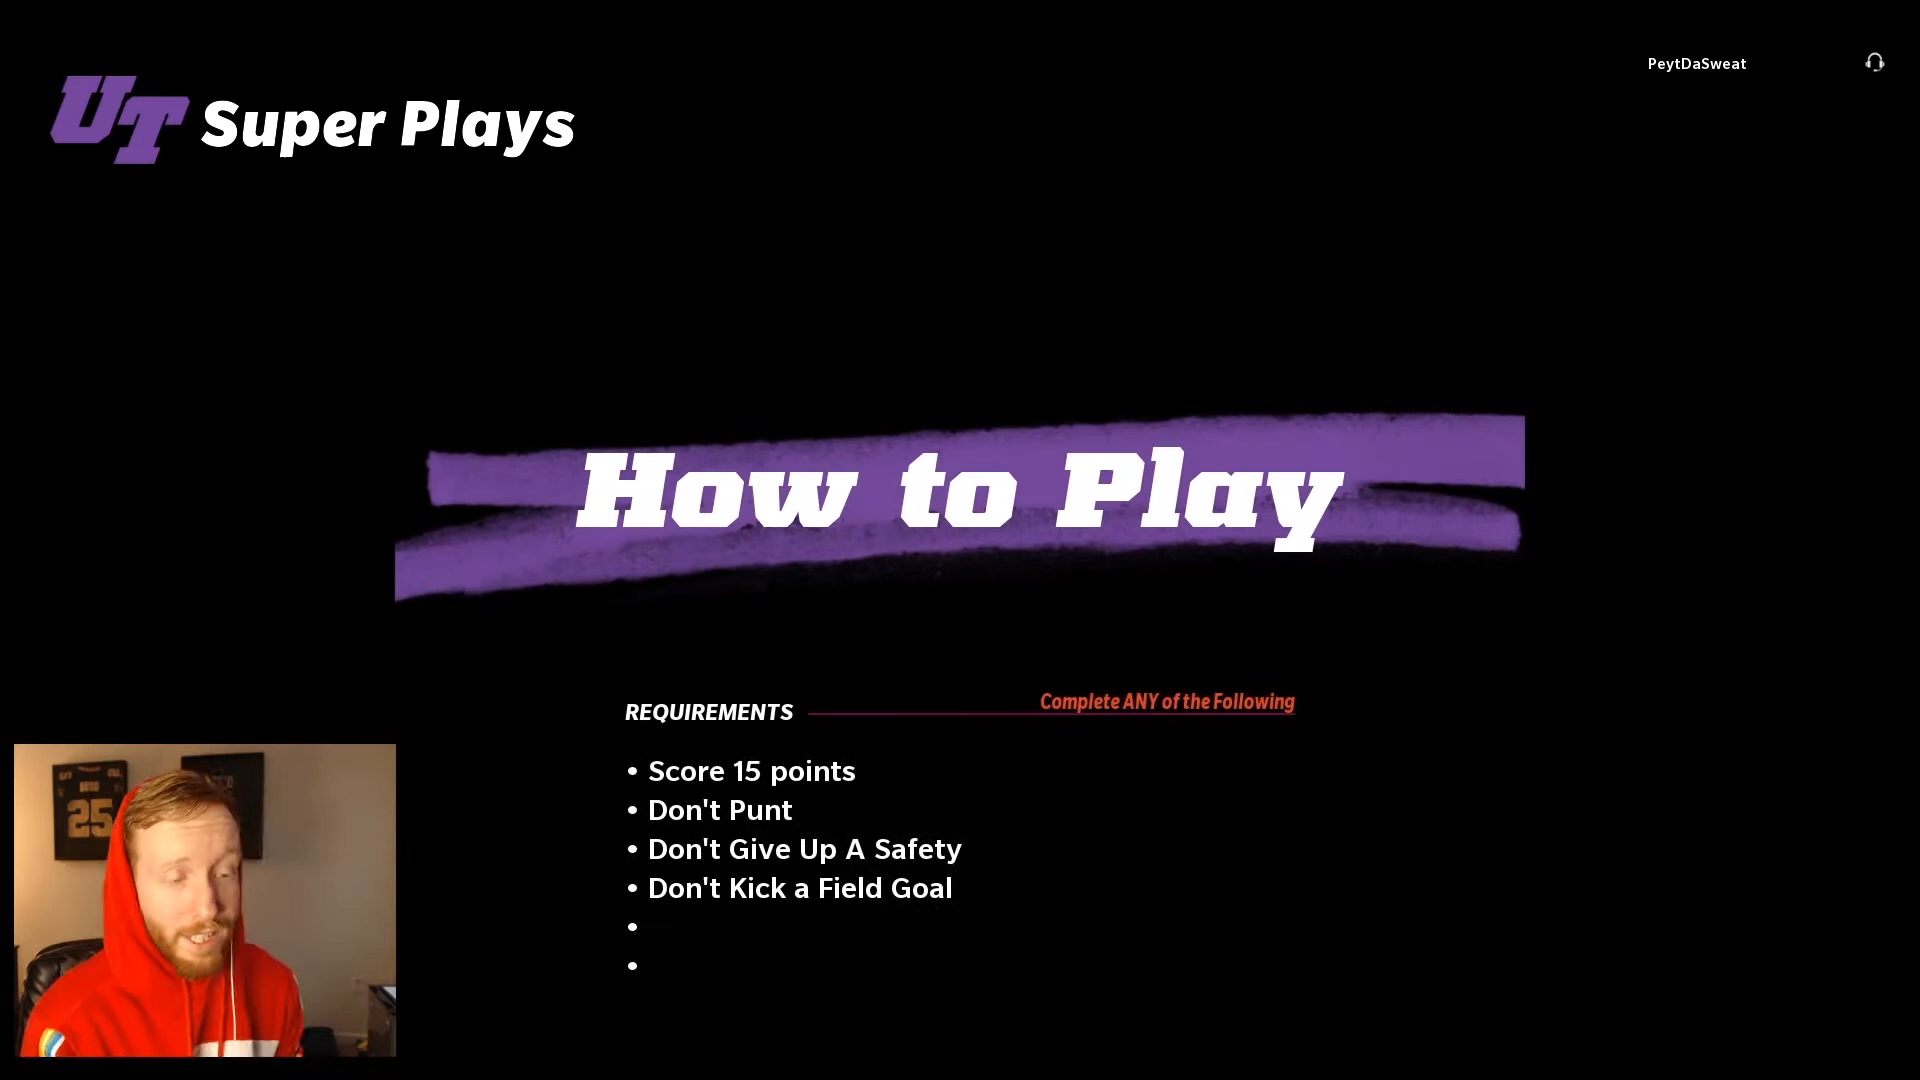 UT Super Plays
PeytDaSweat
How to Play
REQUIREMENTS
Complete ANY of the Following
• Score 15 points
• Don't Punt
• Don't Give Up A Safety
• Don't Kick a Field Goal
•
•
25